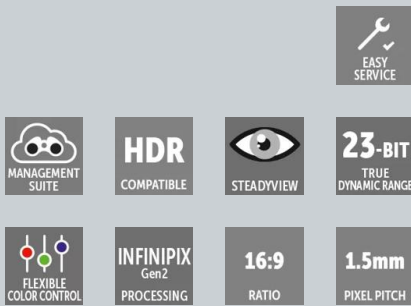 EASY
SERVICE
MANAGEMENT
SUITE
HDR
COMPATIBLE
STEADYVIEW
23-BIT
TRUE
DYNAMIC RANGE
FLEXIBLE
COLOR CONTROL
INFINIPIX
Gen2
PROCESSING
16:9
RATIO
1.5mm
PIXEL PITCH